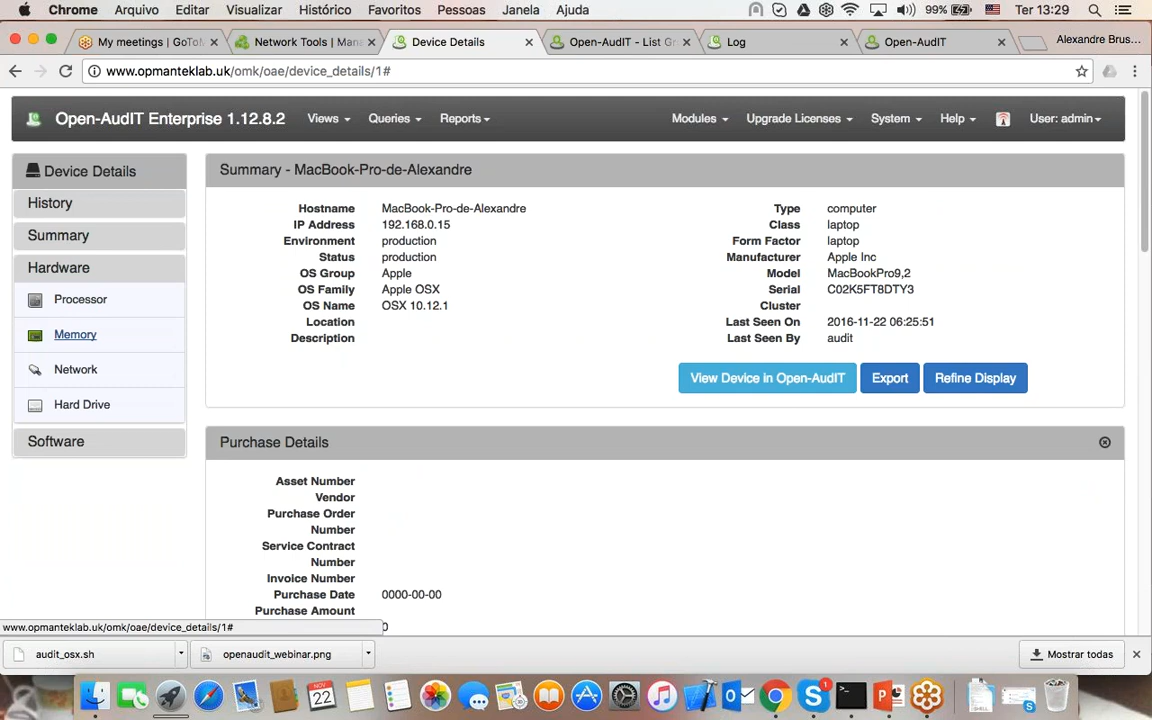 Chrome Arquivo Editar Visualizar Histórico Favoritos Pessoas Janela Ajuda 99% Ter 13:29
My meetings | GoToM Network Tools | Mana Device Details Open-AudIT - List Gr Log Open-AudIT Alexandre Brus...
www.opmanteklab.uk/omk/oae/device_details/1#
Open-AudIT Enterprise 1.12.8.2 Views Queries Reports Modules Upgrade Licenses System Help User: admin
Device Details
History
Summary
Hardware
Processor
Memory
Network
Hard Drive
Software
Summary - MacBook-Pro-de-Alexandre
Hostname MacBook-Pro-de-Alexandre
IP Address 192.168.0.15
Environment production
Status production
OS Group Apple
OS Family Apple OSX
OS Name OSX 10.12.1
Location
Description
Type computer
Class laptop
Form Factor laptop
Manufacturer Apple Inc
Model MacBookPro9,2
Serial C02K5FT8DTY3
Cluster
Last Seen On 2016-11-22 06:25:51
Last Seen By audit
View Device in Open-AudIT Export Refine Display
Purchase Details
Asset Number
Vendor
Purchase Order
Number
Service Contract
Number
Invoice Number
Purchase Date 0000-00-00
Purchase Amount
0
www.opmanteklab.uk/omk/oae/device_details/1#
audit_osx.sh openaudit_webinar.png Mostrar todas
NOV
22
1